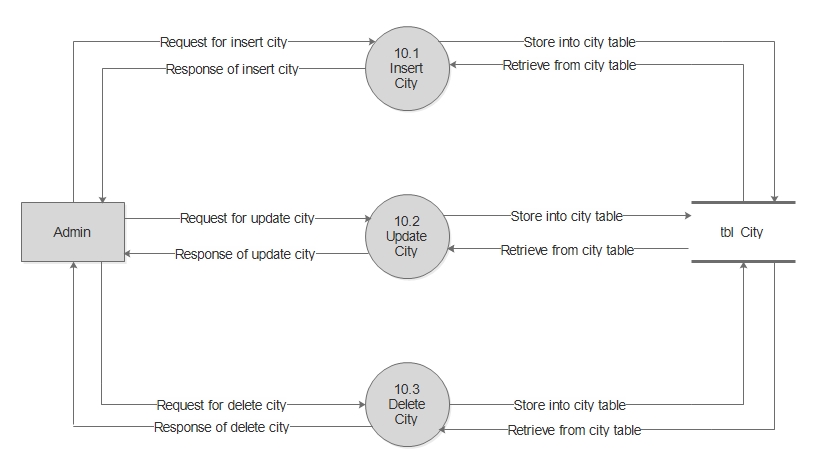 Request for insert city
10.1
Insert
City
Store into city table
Response of insert city
Retrieve from city table
Admin
Request for update city
10.2
Update
City
Store into city table
Response of update city
Retrieve from city table
tbl City
Request for delete city
10.3
Delete
City
Store into city table
Response of delete city
Retrieve from city table